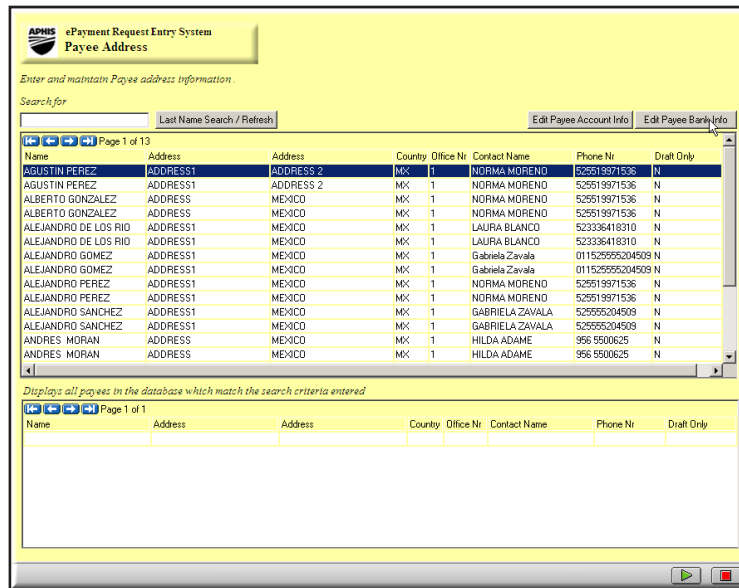 APHIS ePayment Request Entry System
Payee Address
Enter and maintain Payee address information .
Search for
Last Name Search / Refresh Edit Payee Account Info Edit Payee Bank Info
Page 1 of 13
Name Address Address Country Office Nr Contact Name Phone Nr Draft Only
AGUSTIN PEREZ ADDRESS1 ADDRESS 2 MX 1 NORMA MORENO 525519971536 N
AGUSTIN PEREZ ADDRESS1 ADDRESS 2 MX 1 NORMA MORENO 525519971536 N
ALBERTO GONZALEZ ADDRESS MEXICO MX 1 NORMA MORENO 525519971536 N
ALBERTO GONZALEZ ADDRESS MEXICO MX 1 NORMA MORENO 525519971536 N
ALEJANDRO DE LOS RIO ADDRESS1 MEXICO MX 1 LAURA BLANCO 523336418310 N
ALEJANDRO DE LOS RIO ADDRESS1 MEXICO MX 1 LAURA BLANCO 523336418310 N
ALEJANDRO GOMEZ ADDRESS1 MEXICO MX 1 Gabriela Zavala 011525555204509 N
ALEJANDRO GOMEZ ADDRESS1 MEXICO MX 1 Gabriela Zavala 011525555204509 N
ALEJANDRO PEREZ ADDRESS1 MEXICO MX 1 NORMA MORENO 525519971536 N
ALEJANDRO PEREZ ADDRESS1 MEXICO MX 1 NORMA MORENO 525519971536 N
ALEJANDRO SANCHEZ ADDRESS1 MEXICO MX 1 GABRIELA ZAVALA 525555204509 N
ALEJANDRO SANCHEZ ADDRESS1 MEXICO MX 1 GABRIELA ZAVALA 525555204509 N
ANDRES MORAN ADDRESS MEXICO MX 1 HILDA ADAME 956 5500625 N
ANDRES MORAN ADDRESS MEXICO MX 1 HILDA ADAME 956 5500625 N
Displays all payees in the database which match the search criteria entered
Page 1 of 1
Name Address Address Country Office Nr Contact Name Phone Nr Draft Only